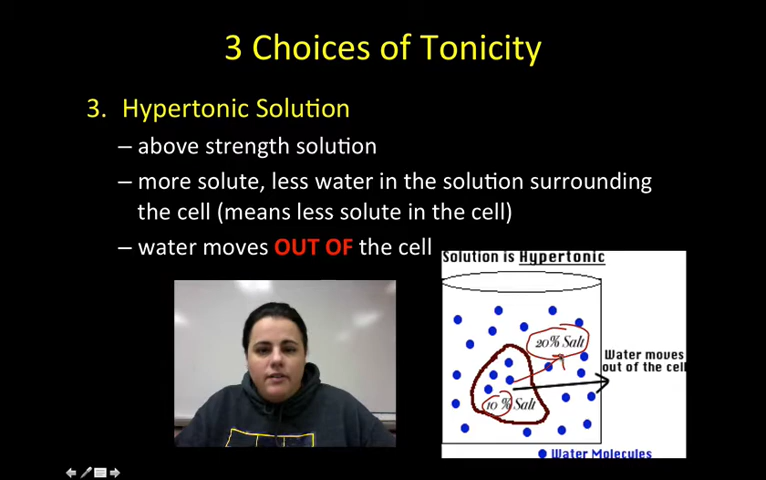 3 Choices of Tonicity
3. Hypertonic Solution
– above strength solution
– more solute, less water in the solution surrounding
the cell (means less solute in the cell)
– water moves OUT OF the cell
Solution is Hypertonic
20% Salt
Water moves
out of the cell
10% Salt
Water Molecules